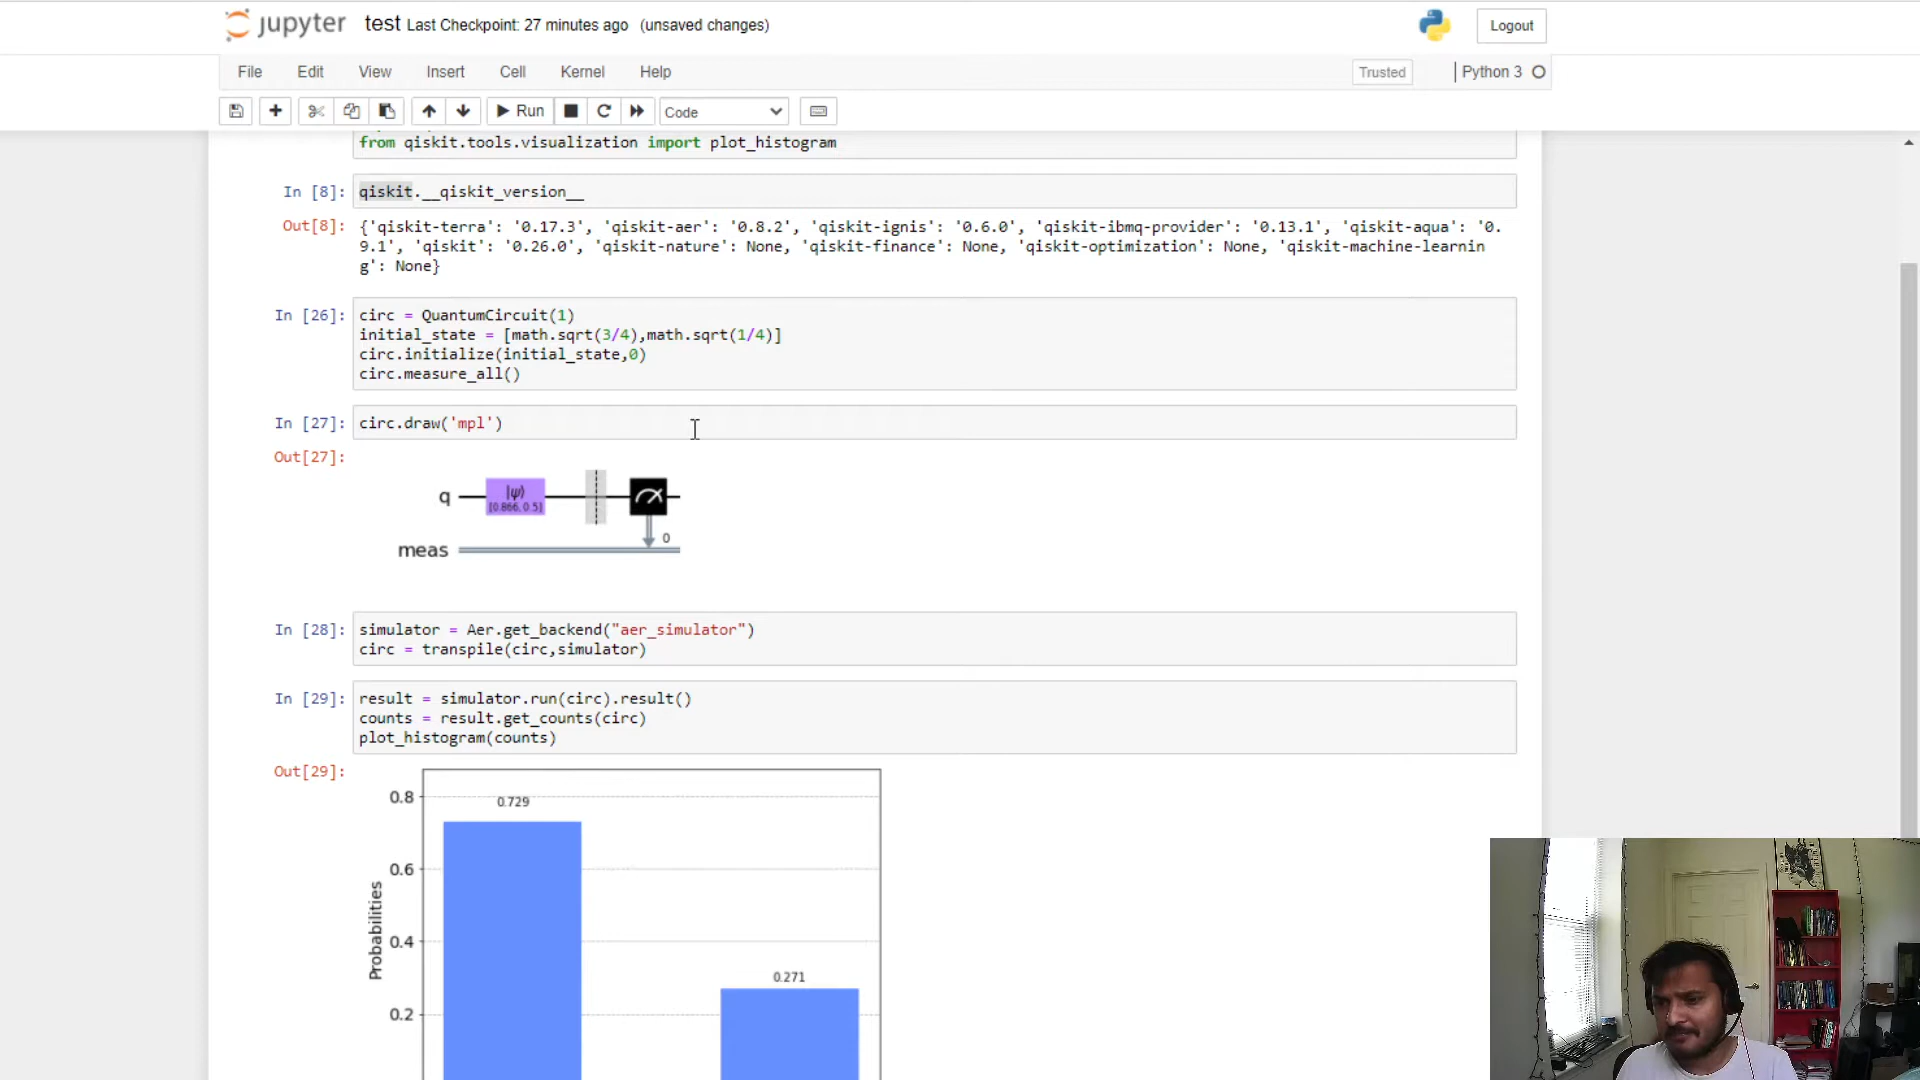 jupyter test Last Checkpoint: 27 minutes ago (unsaved changes) Logout
File Edit View Insert Cell Kernel Help Trusted Python 3
Run Code
from qiskit.tools.visualization import plot_histogram
In [8]: qiskit.__qiskit_version__
Out[8]: {'qiskit-terra': '0.17.3', 'qiskit-aer': '0.8.2', 'qiskit-ignis': '0.6.0', 'qiskit-ibmq-provider': '0.13.1', 'qiskit-aqua': '0.
9.1', 'qiskit': '0.26.0', 'qiskit-nature': None, 'qiskit-finance': None, 'qiskit-optimization': None, 'qiskit-machine-learnin
g': None}
In [26]: circ = QuantumCircuit(1)
initial_state = [math.sqrt(3/4),math.sqrt(1/4)]
circ.initialize(initial_state,0)
circ.measure_all()
In [27]: circ.draw('mpl')
Out[27]:
|ψ⟩
q [0.866, 0.5]
0
meas
In [28]: simulator = Aer.get_backend("aer_simulator")
circ = transpile(circ,simulator)
In [29]: result = simulator.run(circ).result()
counts = result.get_counts(circ)
plot_histogram(counts)
Out[29]:
0.8 0.729
0.6
Probabilities
0.4
0.271
0.2